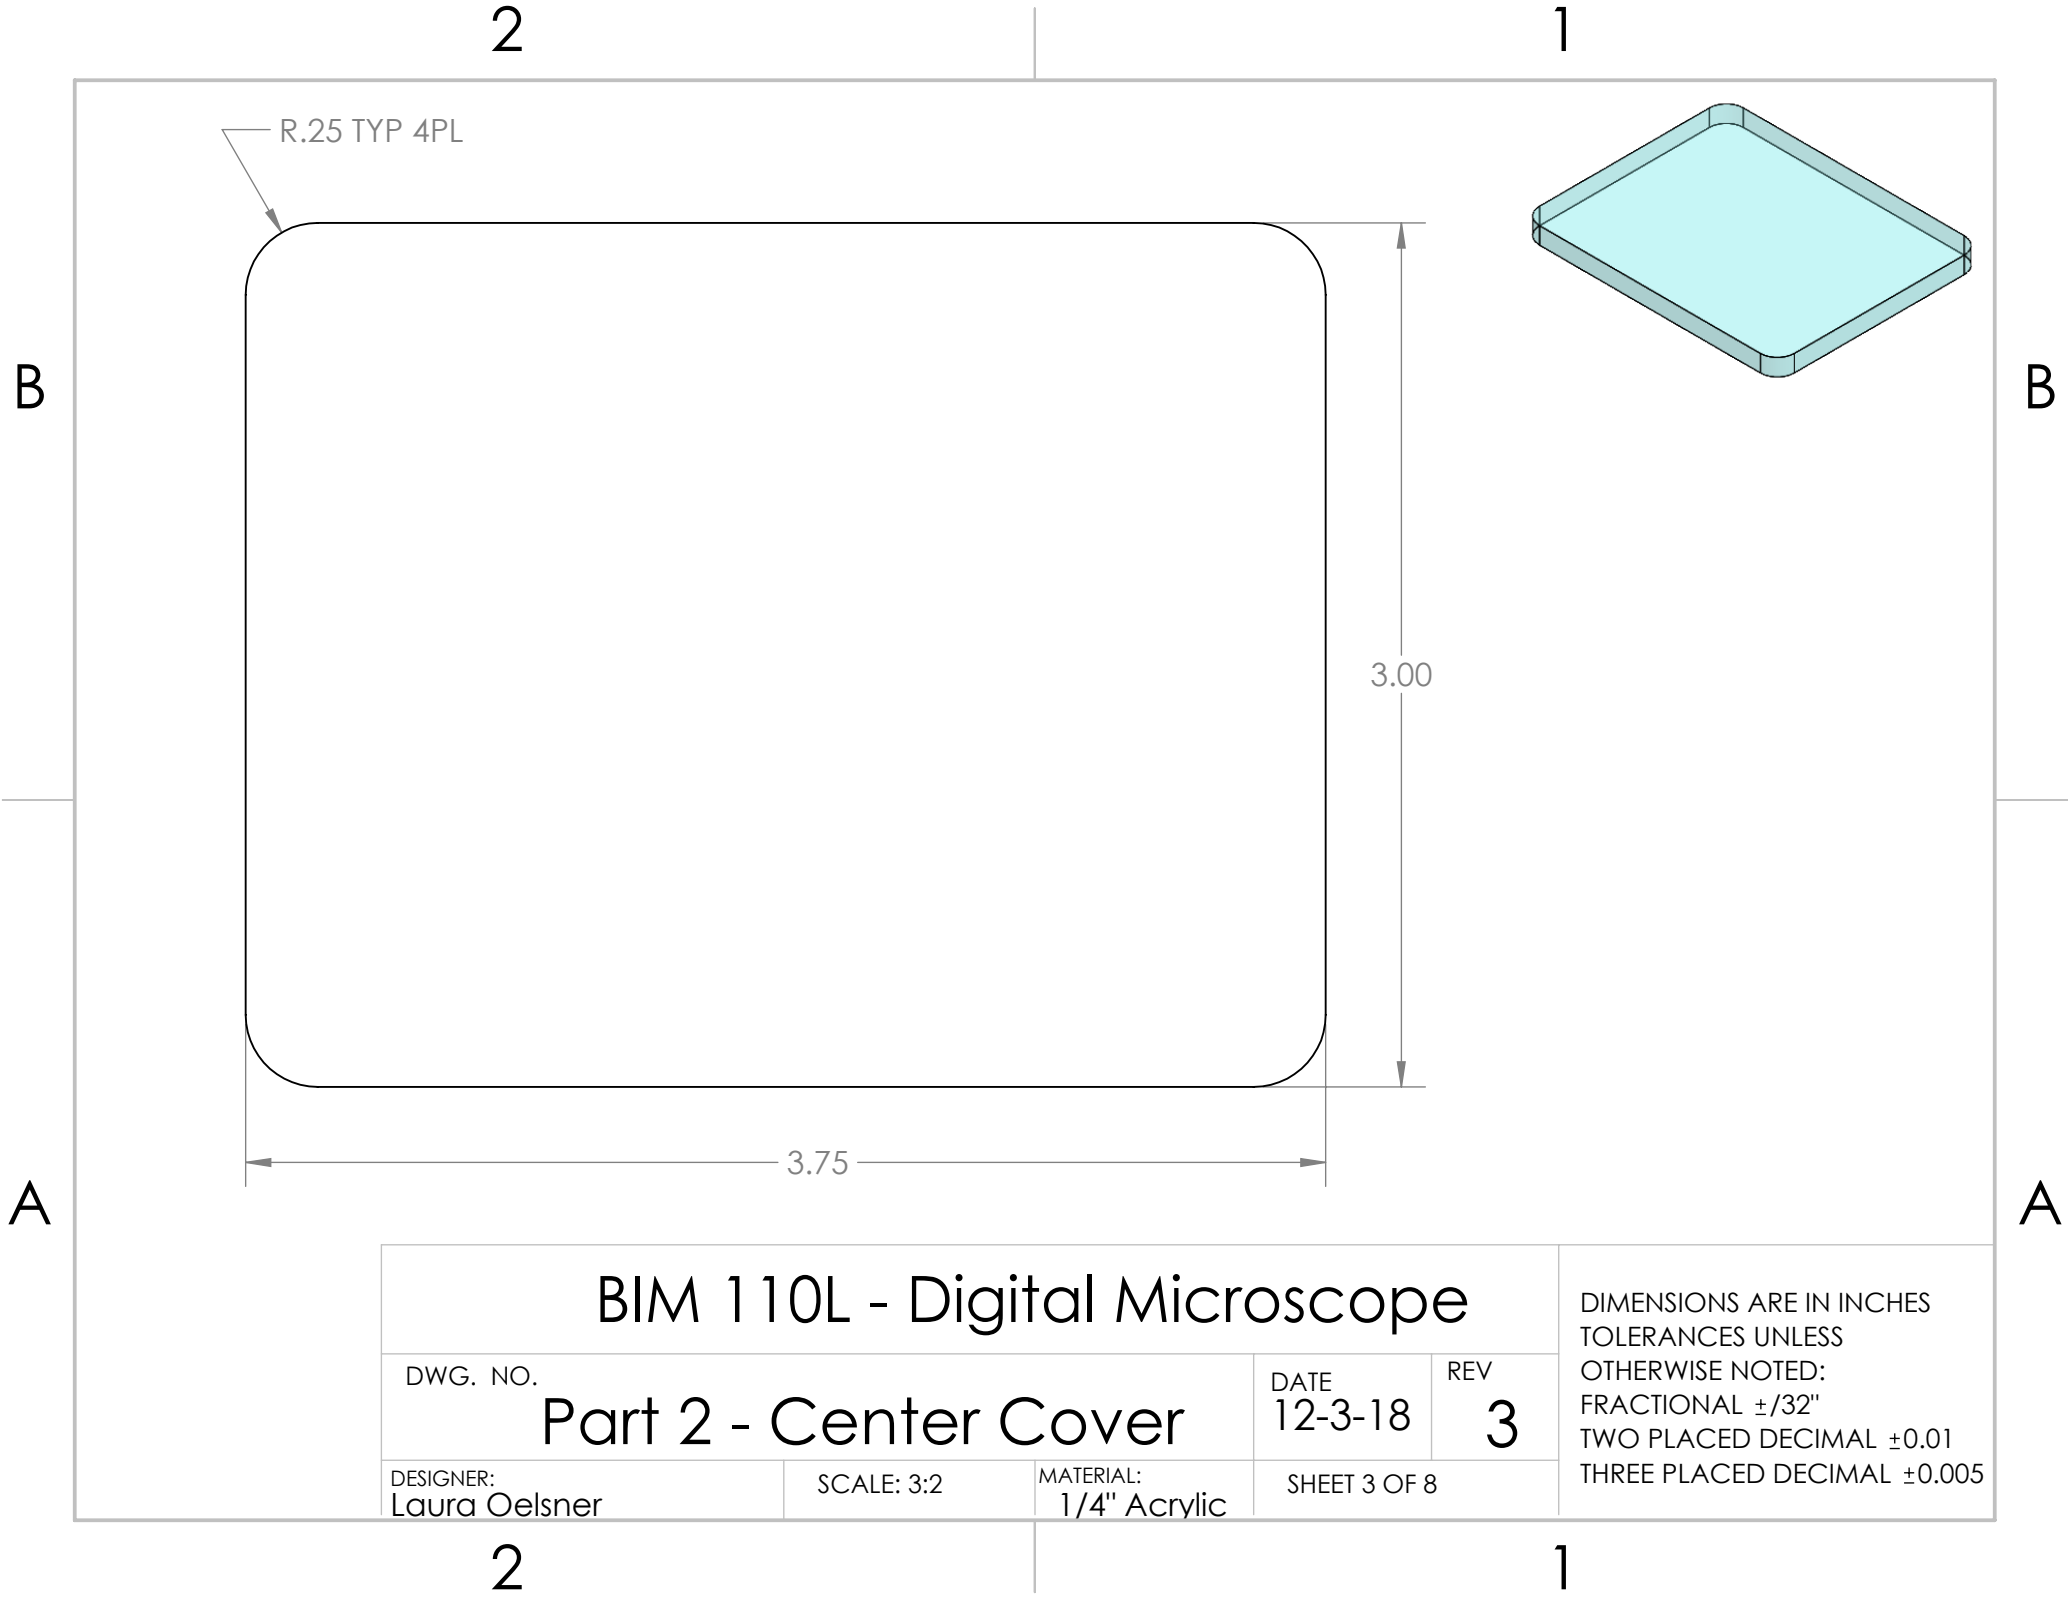 2
1
R.25 TYP 4PL
B
B
3.00
3.75
A
A
BIM 110L - Digital Microscope
DWG. NO.
Part 2 - Center Cover
DATE
12-3-18
REV
3
DESIGNER:
Laura Oelsner
SCALE: 3:2
MATERIAL:
1/4" Acrylic
SHEET 3 OF 8
DIMENSIONS ARE IN INCHES
TOLERANCES UNLESS
OTHERWISE NOTED:
FRACTIONAL ±/32"
TWO PLACED DECIMAL ±0.01
THREE PLACED DECIMAL ±0.005
2
1